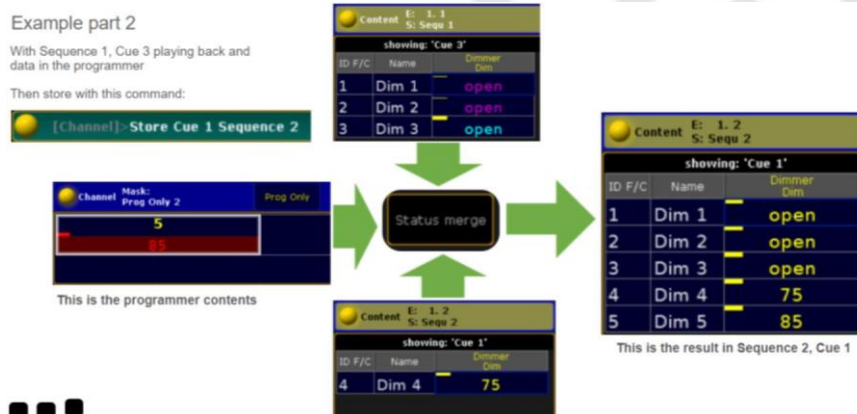 Example part 2
With Sequence 1, Cue 3 playing back and
data in the programmer
Then store with this command:
[Channel]>Store Cue 1 Sequence 2
Content E: 1. 1
S: Sequ 1
showing: 'Cue 3'
ID F/C Name Dimmer
Dim
1 Dim 1 open
2 Dim 2 open
3 Dim 3 open
Channel Mask:
Prog Only 2 Prog Only
5
85
This is the programmer contents
Status merge
Content E: 1. 2
S: Sequ 2
showing: 'Cue 1'
ID F/C Name Dimmer
Dim
4 Dim 4 75
Content E: 1. 2
S: Sequ 2
showing: 'Cue 1'
ID F/C Name Dimmer
Dim
1 Dim 1 open
2 Dim 2 open
3 Dim 3 open
4 Dim 4 75
5 Dim 5 85
This is the result in Sequence 2, Cue 1